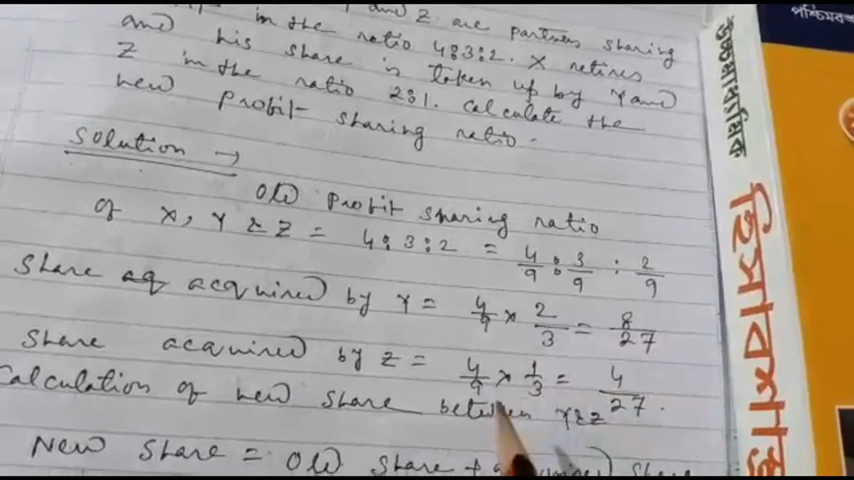 Y and Z are partners sharing
in the ratio 4:3:2. X retires
and his share is taken up by Y and
Z in the ratio 2:1. Calculate the
new profit sharing ratio.
Solution →
Old profit sharing ratio
of X, Y & Z = 4:3:2 = 4/9 : 3/9 : 2/9
Share aq acquired by Y = 4/9 × 2/3 = 8/27
Share acquired by Z = 4/9 × 1/3 = 4/27.
Calculation of new share between Y & Z
New Share = Old Share + Share
পশ্চিমবঙ্গ
হিসাবশাস্ত্র